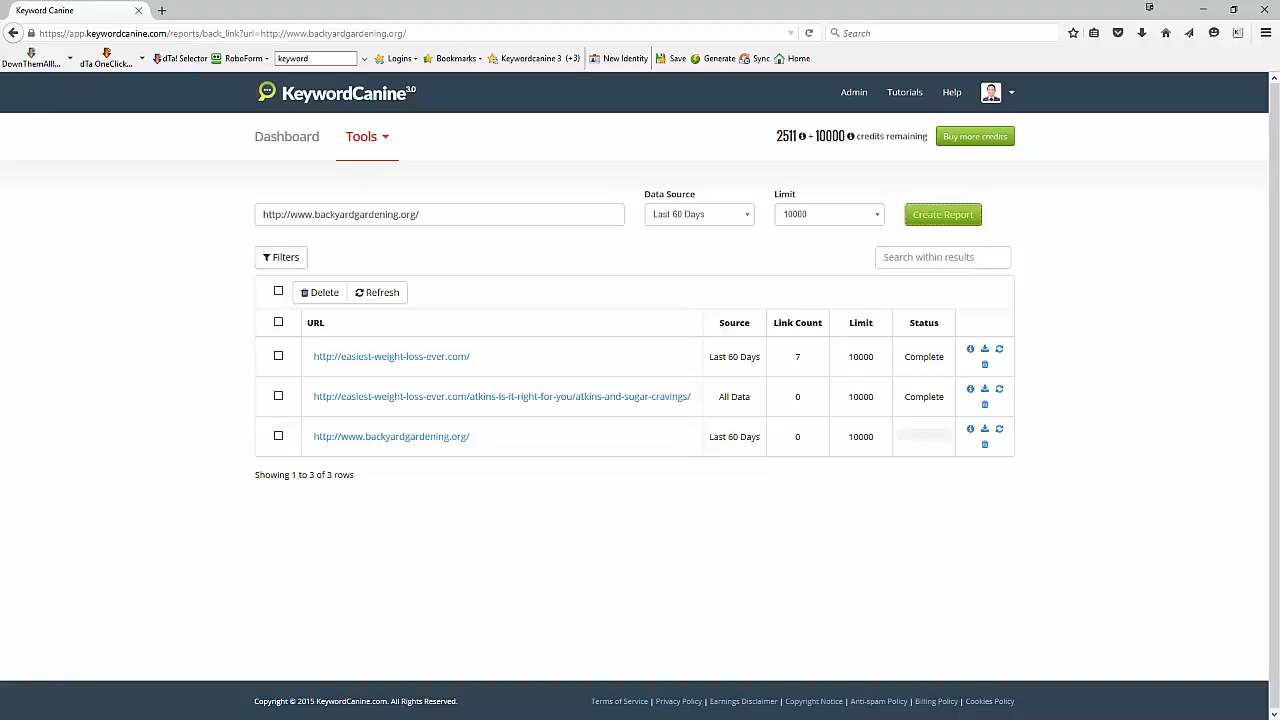 Keyword Canine
https://app.keywordcanine.com/reports/back_link?url=http://www.backyardgardening.org/
Search
DownThemAll!...
dTa OneClick...
dTa! Selector
RoboForm
keyword
Logins
Bookmarks
Keywordcanine 3 (+3)
New Identity
Save
Generate
Sync
Home
KeywordCanine3.0
Admin
Tutorials
Help
Dashboard
Tools
2511 + 10000 credits remaining
Buy more credits
Data Source
Limit
http://www.backyardgardening.org/
Last 60 Days
10000
Create Report
Filters
Search within results
Delete
Refresh
URL Source Link Count Limit Status
http://easiest-weight-loss-ever.com/ Last 60 Days 7 10000 Complete
http://easiest-weight-loss-ever.com/atkins-is-it-right-for-you/atkins-and-sugar-cravings/ All Data 0 10000 Complete
http://www.backyardgardening.org/ Last 60 Days 0 10000
Showing 1 to 3 of 3 rows
Copyright © 2015 KeywordCanine.com. All Rights Reserved.
Terms of Service | Privacy Policy | Earnings Disclaimer | Copyright Notice | Anti-spam Policy | Billing Policy | Cookies Policy